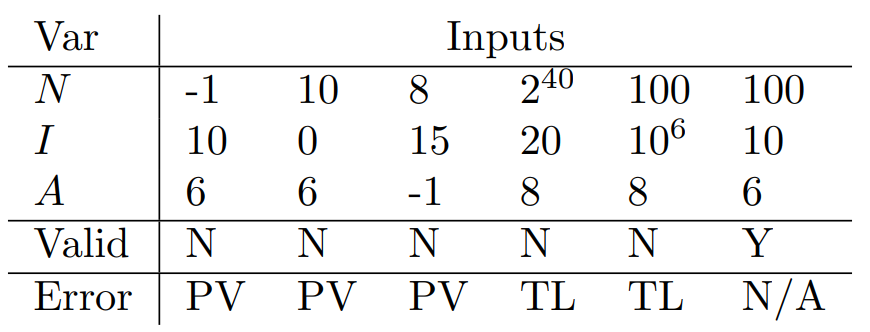 Var Inputs
N -1 10 8 2^40 100 100
I 10 0 15 20 10^6 10
A 6 6 -1 8 8 6
Valid N N N N N Y
Error PV PV PV TL TL N/A